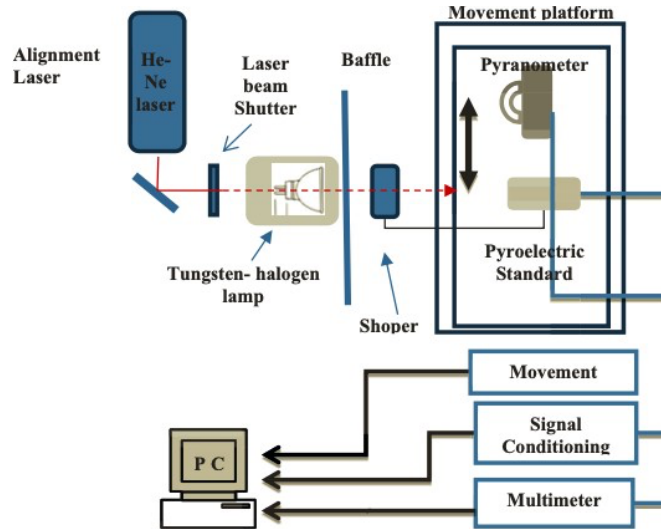 Movement platform
Alignment
Laser
He-
Ne
laser
Laser
beam
Shutter
Baffle
Pyranometer
Tungsten- halogen
lamp
Pyroelectric
Standard
Shoper
Movement
Signal
Conditioning
P C
Multimeter